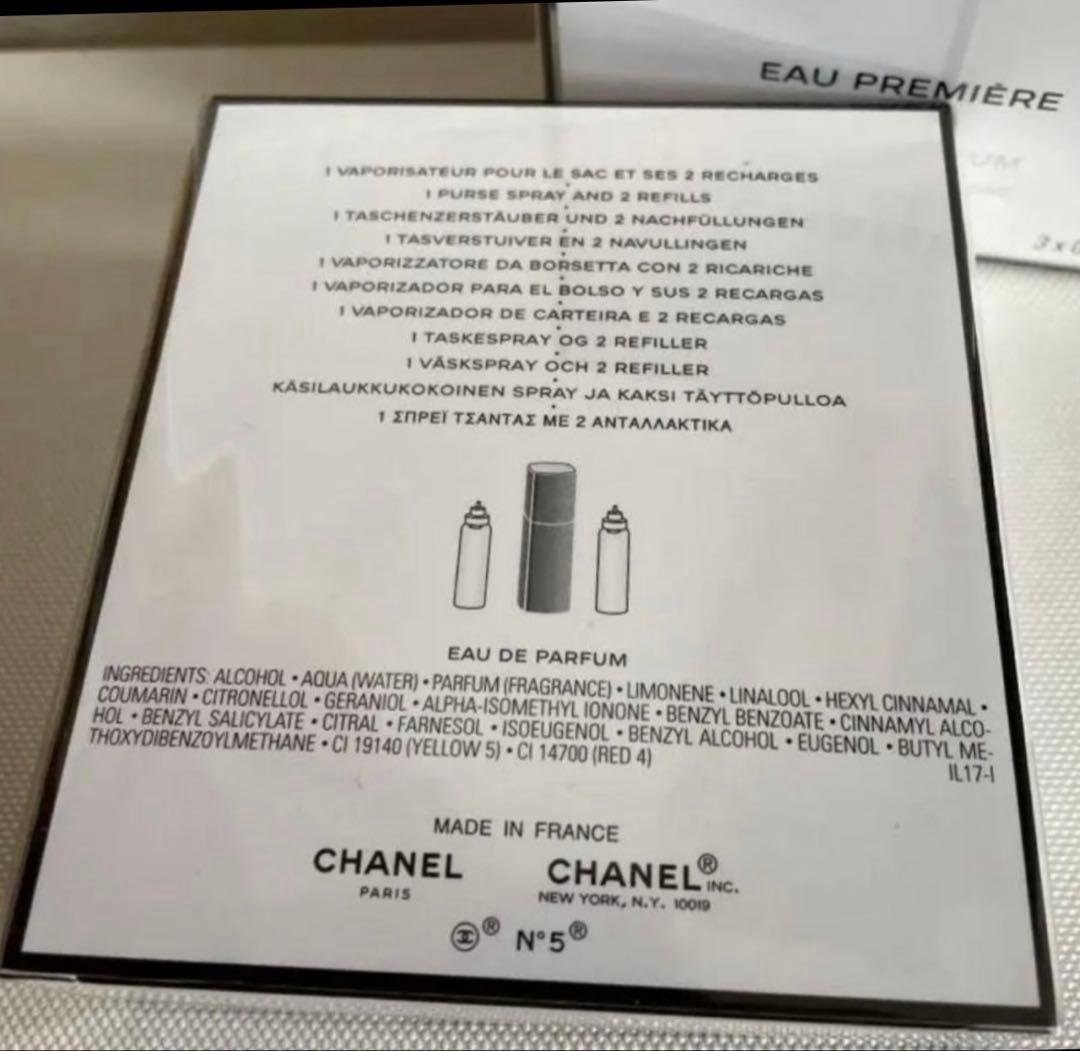 EAU PREMIÈRE
UM
3 x
1 VAPORISATEUR POUR LE SAC ET SES 2 RECHARGES
1 PURSE SPRAY AND 2 REFILLS
1 TASCHENZERSTÄUBER UND 2 NACHFÜLLUNGEN
1 TASVERSTUIVER EN 2 NAVULLINGEN
1 VAPORIZZATORE DA BORSETTA CON 2 RICARICHE
1 VAPORIZADOR PARA EL BOLSO Y SUS 2 RECARGAS
1 VAPORIZADOR DE CARTEIRA E 2 RECARGAS
1 TASKESPRAY OG 2 REFILLER
1 VÄSKSPRAY OCH 2 REFILLER
KÄSILAUKKUKOKOINEN SPRAY JA KAKSI TÄYTTÖPULLOA
1 ΣΠΡΕΪ ΤΣΑΝΤΑΣ ΜΕ 2 ΑΝΤΑΛΛΑΚΤΙΚΑ
EAU DE PARFUM
INGREDIENTS: ALCOHOL • AQUA (WATER) • PARFUM (FRAGRANCE) • LIMONENE • LINALOOL • HEXYL CINNAMAL •
COUMARIN • CITRONELLOL • GERANIOL • ALPHA-ISOMETHYL IONONE • BENZYL BENZOATE • CINNAMYL ALCO-
HOL • BENZYL SALICYLATE • CITRAL • FARNESOL • ISOEUGENOL • BENZYL ALCOHOL • EUGENOL • BUTYL ME-
THOXYDIBENZOYLMETHANE • CI 19140 (YELLOW 5) • CI 14700 (RED 4)
IL17-I
MADE IN FRANCE
CHANEL CHANEL® INC.
PARIS NEW YORK, N.Y. 10019
® N°5®